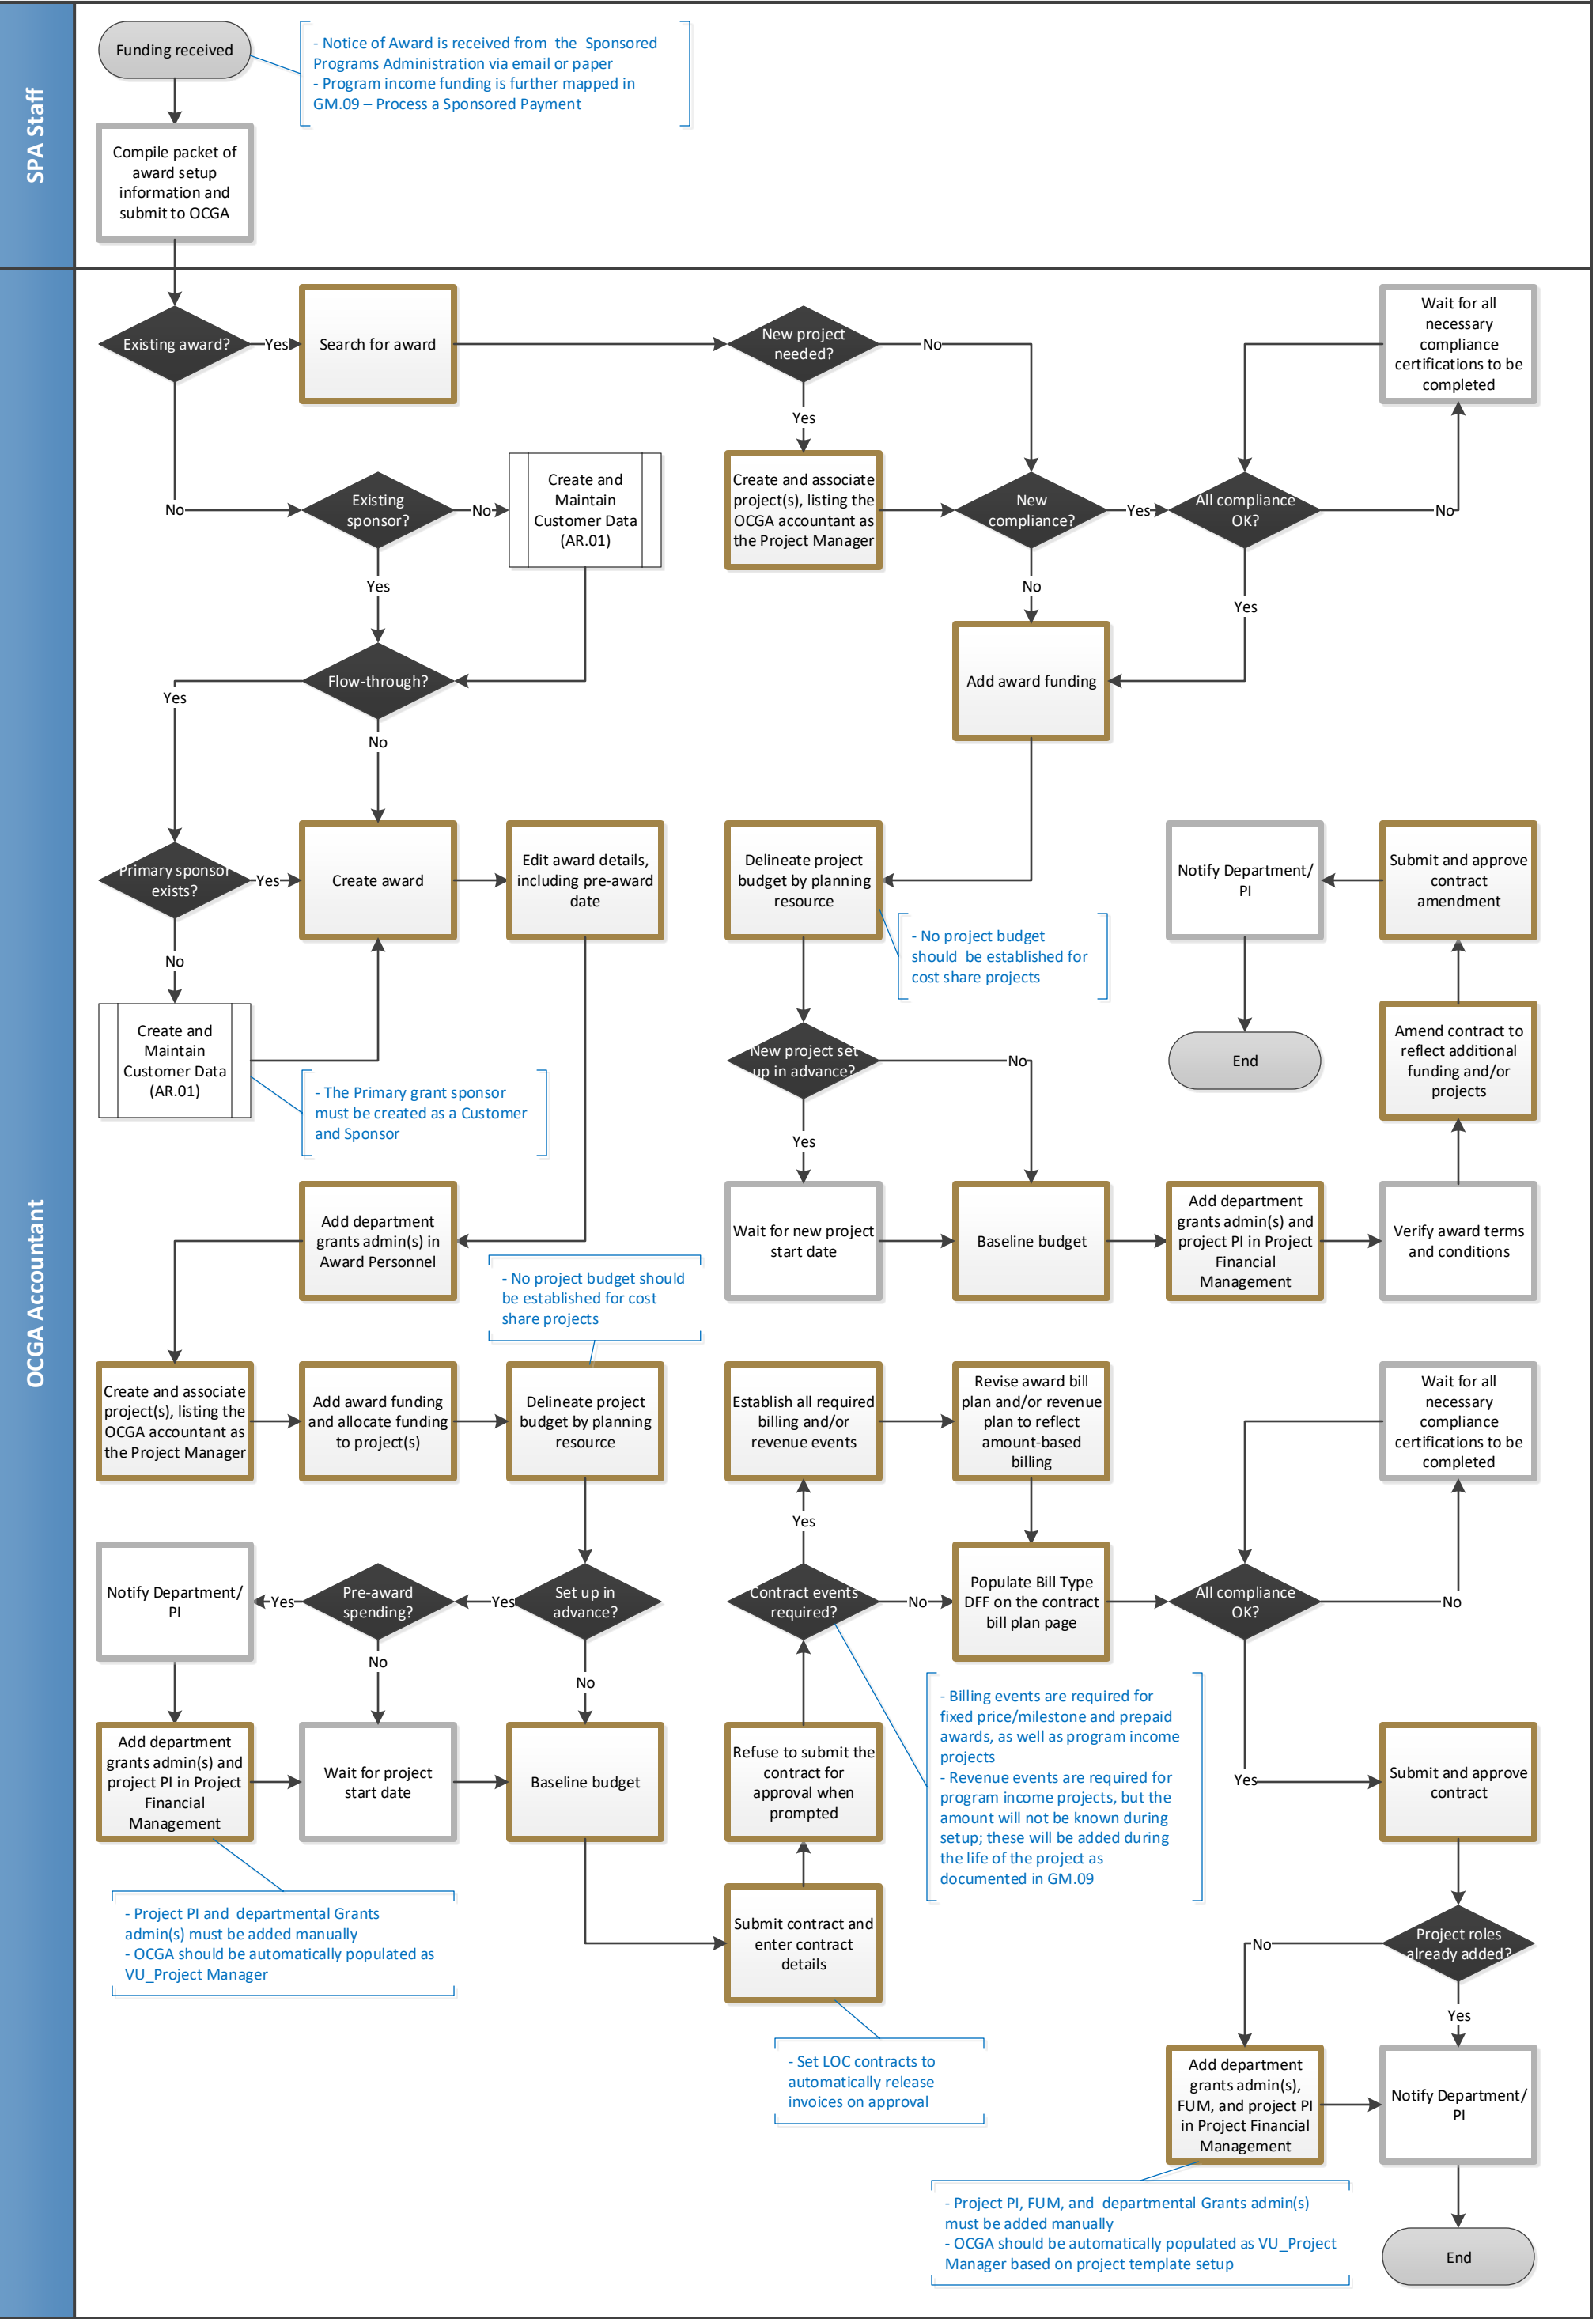 SPA Staff
Funding received
- Notice of Award is received from the Sponsored
Programs Administration via email or paper
- Program income funding is further mapped in
GM.09 – Process a Sponsored Payment
Compile packet of
award setup
information and
submit to OCGA
OCGA Accountant
Existing award?
Yes
Search for award
New project
needed?
No
Wait for all
necessary
compliance
certifications to be
completed
Yes
No
Existing
sponsor?
No
Create and
Maintain
Customer Data
(AR.01)
Create and associate
project(s), listing the
OCGA accountant as
the Project Manager
New
compliance?
Yes
All compliance
OK?
No
Yes
No
Yes
Flow-through?
Yes
No
Add award funding
Primary sponsor
exists?
Yes
Create award
Edit award details,
including pre-award
date
Delineate project
budget by planning
resource
- No project budget
should be established for
cost share projects
Notify Department/
PI
Submit and approve
contract
amendment
No
Create and
Maintain
Customer Data
(AR.01)
- The Primary grant sponsor
must be created as a Customer
and Sponsor
New project set
up in advance?
No
Yes
End
Amend contract to
reflect additional
funding and/or
projects
Add department
grants admin(s) in
Award Personnel
Wait for new project
start date
Baseline budget
Add department
grants admin(s) and
project PI in Project
Financial
Management
Verify award terms
and conditions
- No project budget should
be established for cost
share projects
Create and associate
project(s), listing the
OCGA accountant as
the Project Manager
Add award funding
and allocate funding
to project(s)
Delineate project
budget by planning
resource
Establish all required
billing and/or
revenue events
Revise award bill
plan and/or revenue
plan to reflect
amount-based
billing
Wait for all
necessary
compliance
certifications to be
completed
Yes
Notify Department/
PI
Yes
Pre-award
spending?
Yes
Set up in
advance?
Contract events
required?
No
Populate Bill Type
DFF on the contract
bill plan page
All compliance
OK?
No
No
No
- Billing events are required for
fixed price/milestone and prepaid
awards, as well as program income
projects
- Revenue events are required for
program income projects, but the
amount will not be known during
setup; these will be added during
the life of the project as
documented in GM.09
Add department
grants admin(s) and
project PI in Project
Financial
Management
Wait for project
start date
Baseline budget
Refuse to submit the
contract for
approval when
prompted
Yes
Submit and approve
contract
- Project PI and departmental Grants
admin(s) must be added manually
- OCGA should be automatically populated as
VU_Project Manager
Submit contract and
enter contract
details
No
Project roles
already added?
Yes
- Set LOC contracts to
automatically release
invoices on approval
Add department
grants admin(s),
FUM, and project PI
in Project Financial
Management
Notify Department/
PI
- Project PI, FUM, and departmental Grants admin(s)
must be added manually
- OCGA should be automatically populated as VU_Project
Manager based on project template setup
End